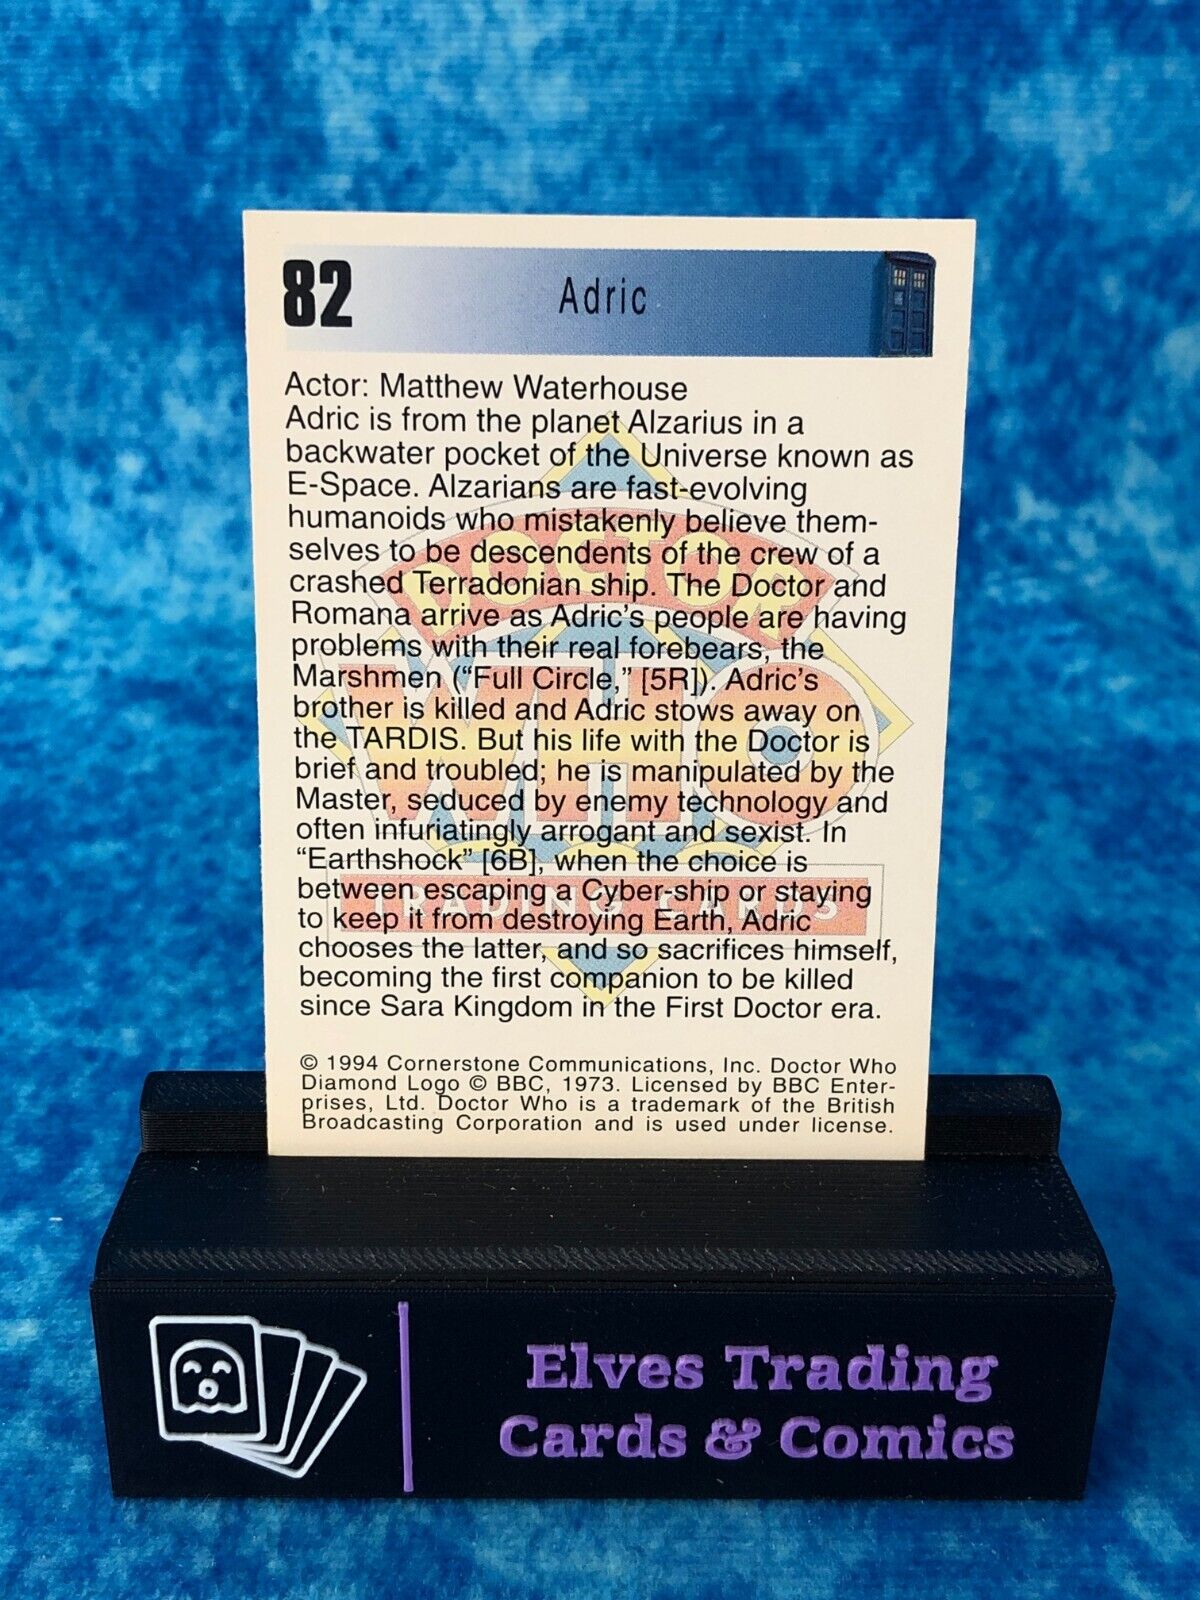 82
Adric
Actor: Matthew Waterhouse
Adric is from the planet Alzarius in a
backwater pocket of the Universe known as
E-Space. Alzarians are fast-evolving
humanoids who mistakenly believe them-
selves to be descendents of the crew of a
crashed Terradonian ship. The Doctor and
Romana arrive as Adric's people are having
problems with their real forebears, the
Marshmen (“Full Circle,” [5R]). Adric's
brother is killed and Adric stows away on
the TARDIS. But his life with the Doctor is
brief and troubled; he is manipulated by the
Master, seduced by enemy technology and
often infuriatingly arrogant and sexist. In
“Earthshock” [6B], when the choice is
between escaping a Cyber-ship or staying
to keep it from destroying Earth, Adric
chooses the latter, and so sacrifices himself,
becoming the first companion to be killed
since Sara Kingdom in the First Doctor era.
DOCTOR
WHO
TRADING CARDS
© 1994 Cornerstone Communications, Inc. Doctor Who
Diamond Logo © BBC, 1973. Licensed by BBC Enter-
prises, Ltd. Doctor Who is a trademark of the British
Broadcasting Corporation and is used under license.
Elves Trading
Cards & Comics